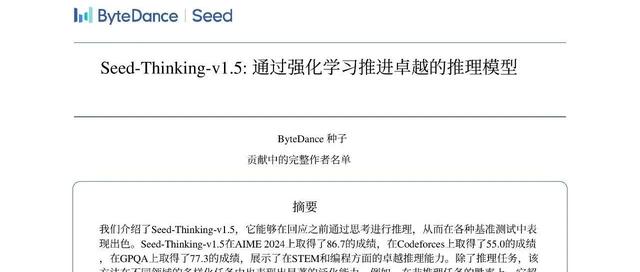 ByteDance | Seed
Seed-Thinking-v1.5: 通过强化学习推进卓越的推理模型
ByteDance 种子
贡献中的完整作者名单
摘要
我们介绍了Seed-Thinking-v1.5，它能够在回应之前通过思考进行推理，从而在各种基准测试中表
现出色。Seed-Thinking-v1.5在AIME 2024上取得了86.7的成绩，在Codeforces上取得了55.0的成绩
，在GPQA上取得了77.3的成绩，展示了在STEM和编程方面的卓越推理能力。除了推理任务，该